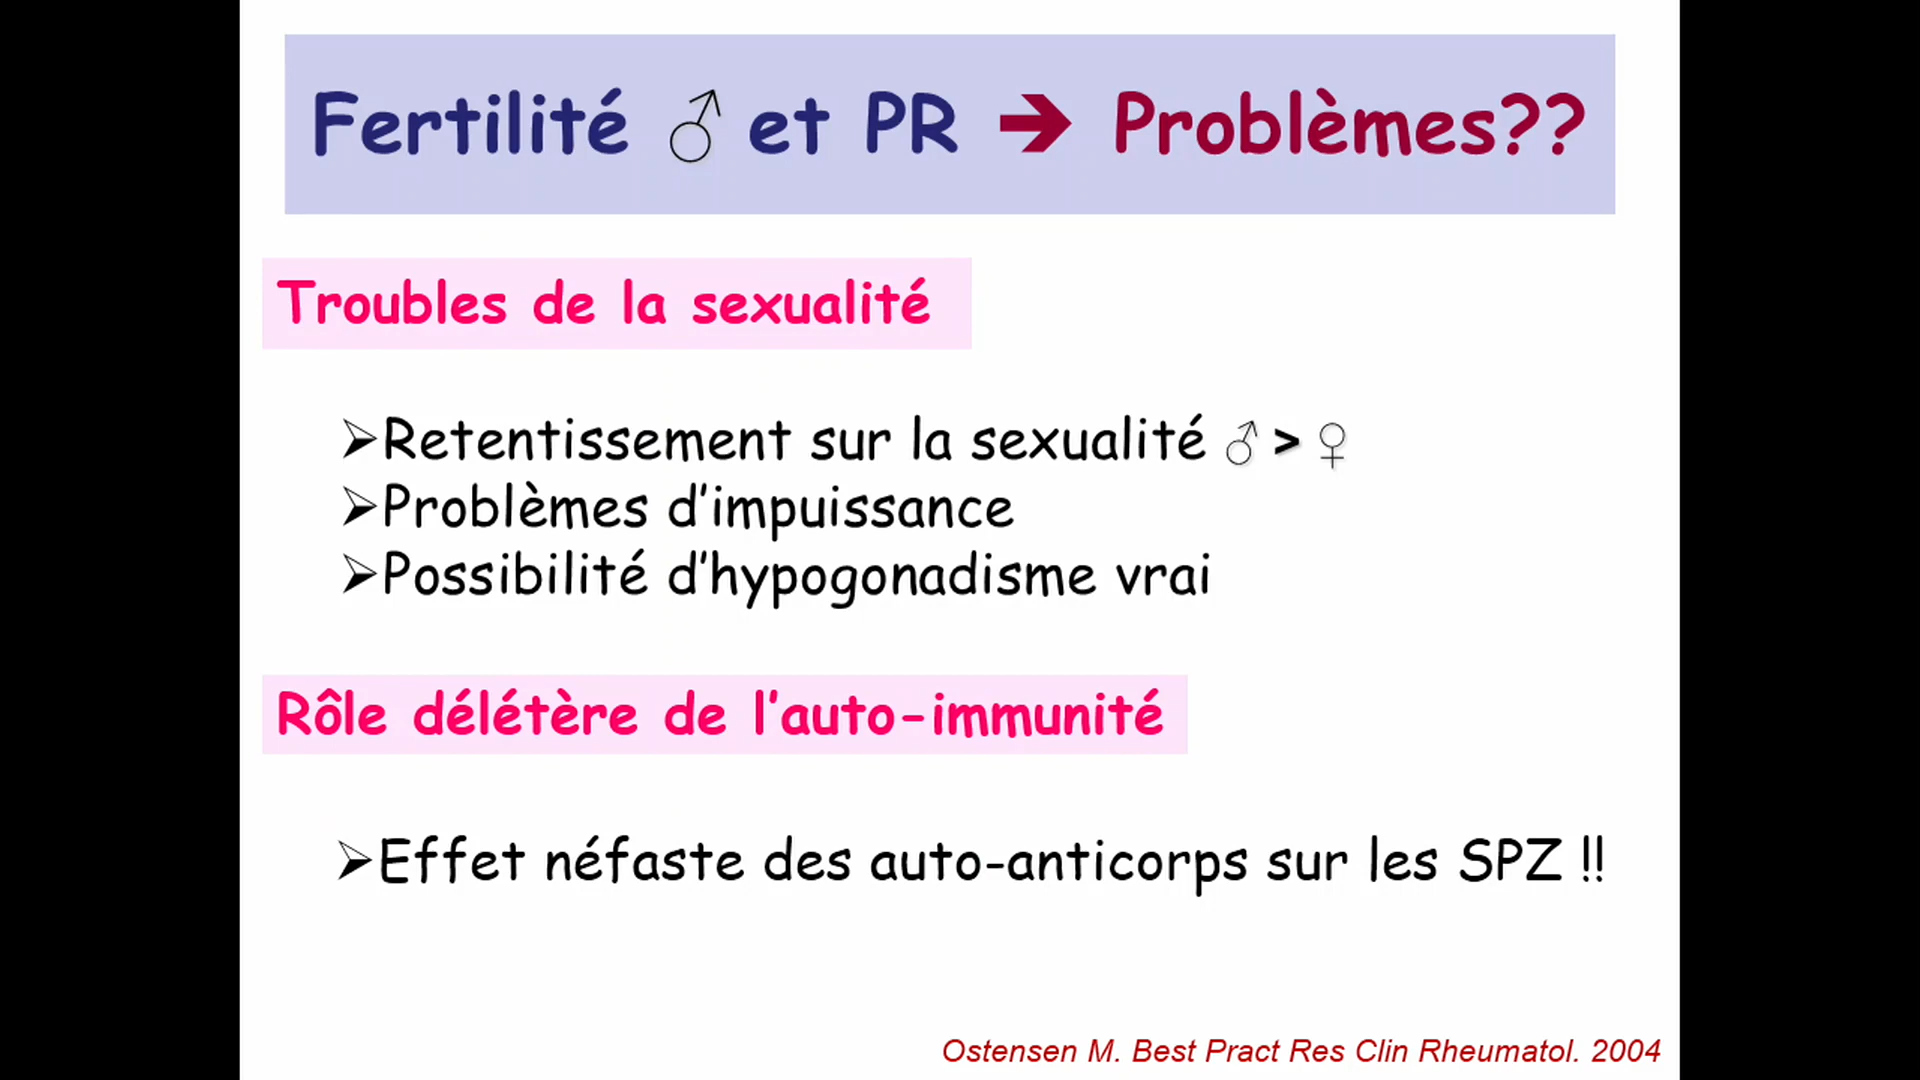 Fertilité ♂ et PR ➔ Problèmes??
Troubles de la sexualité
➢Retentissement sur la sexualité ♂ > ♀
➢Problèmes d’impuissance
➢Possibilité d’hypogonadisme vrai
Rôle délétère de l’auto-immunité
➢Effet néfaste des auto-anticorps sur les SPZ !!
Ostensen M. Best Pract Res Clin Rheumatol. 2004